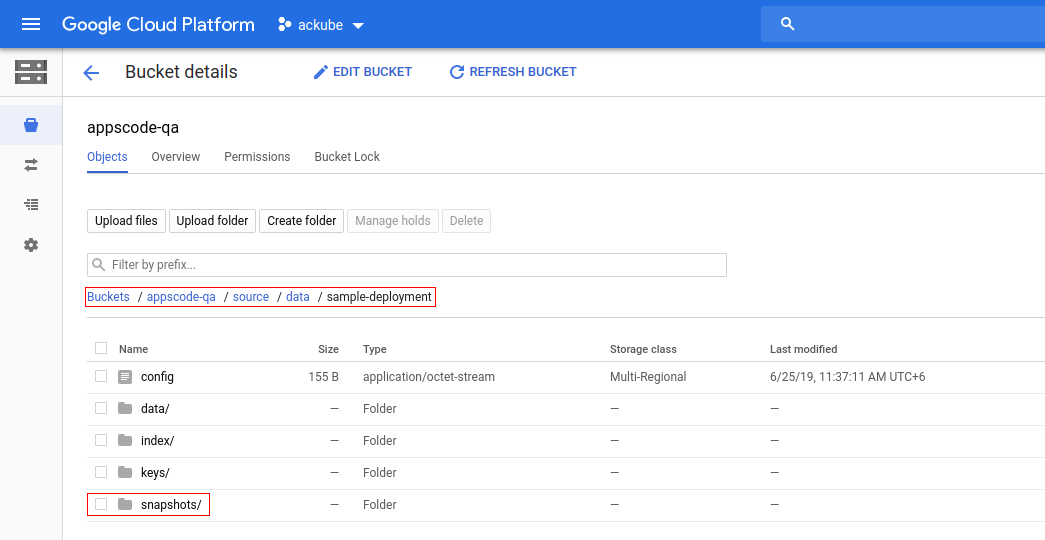 Google Cloud Platform ackube
Bucket details EDIT BUCKET REFRESH BUCKET
appscode-qa
Objects Overview Permissions Bucket Lock
Upload files Upload folder Create folder Manage holds Delete
Filter by prefix...
Buckets / appscode-qa / source / data / sample-deployment
Name Size Type Storage class Last modified
config 155 B application/octet-stream Multi-Regional 6/25/19, 11:37:11 AM UTC+6
data/ — Folder — —
index/ — Folder — —
keys/ — Folder — —
snapshots/ — Folder — —